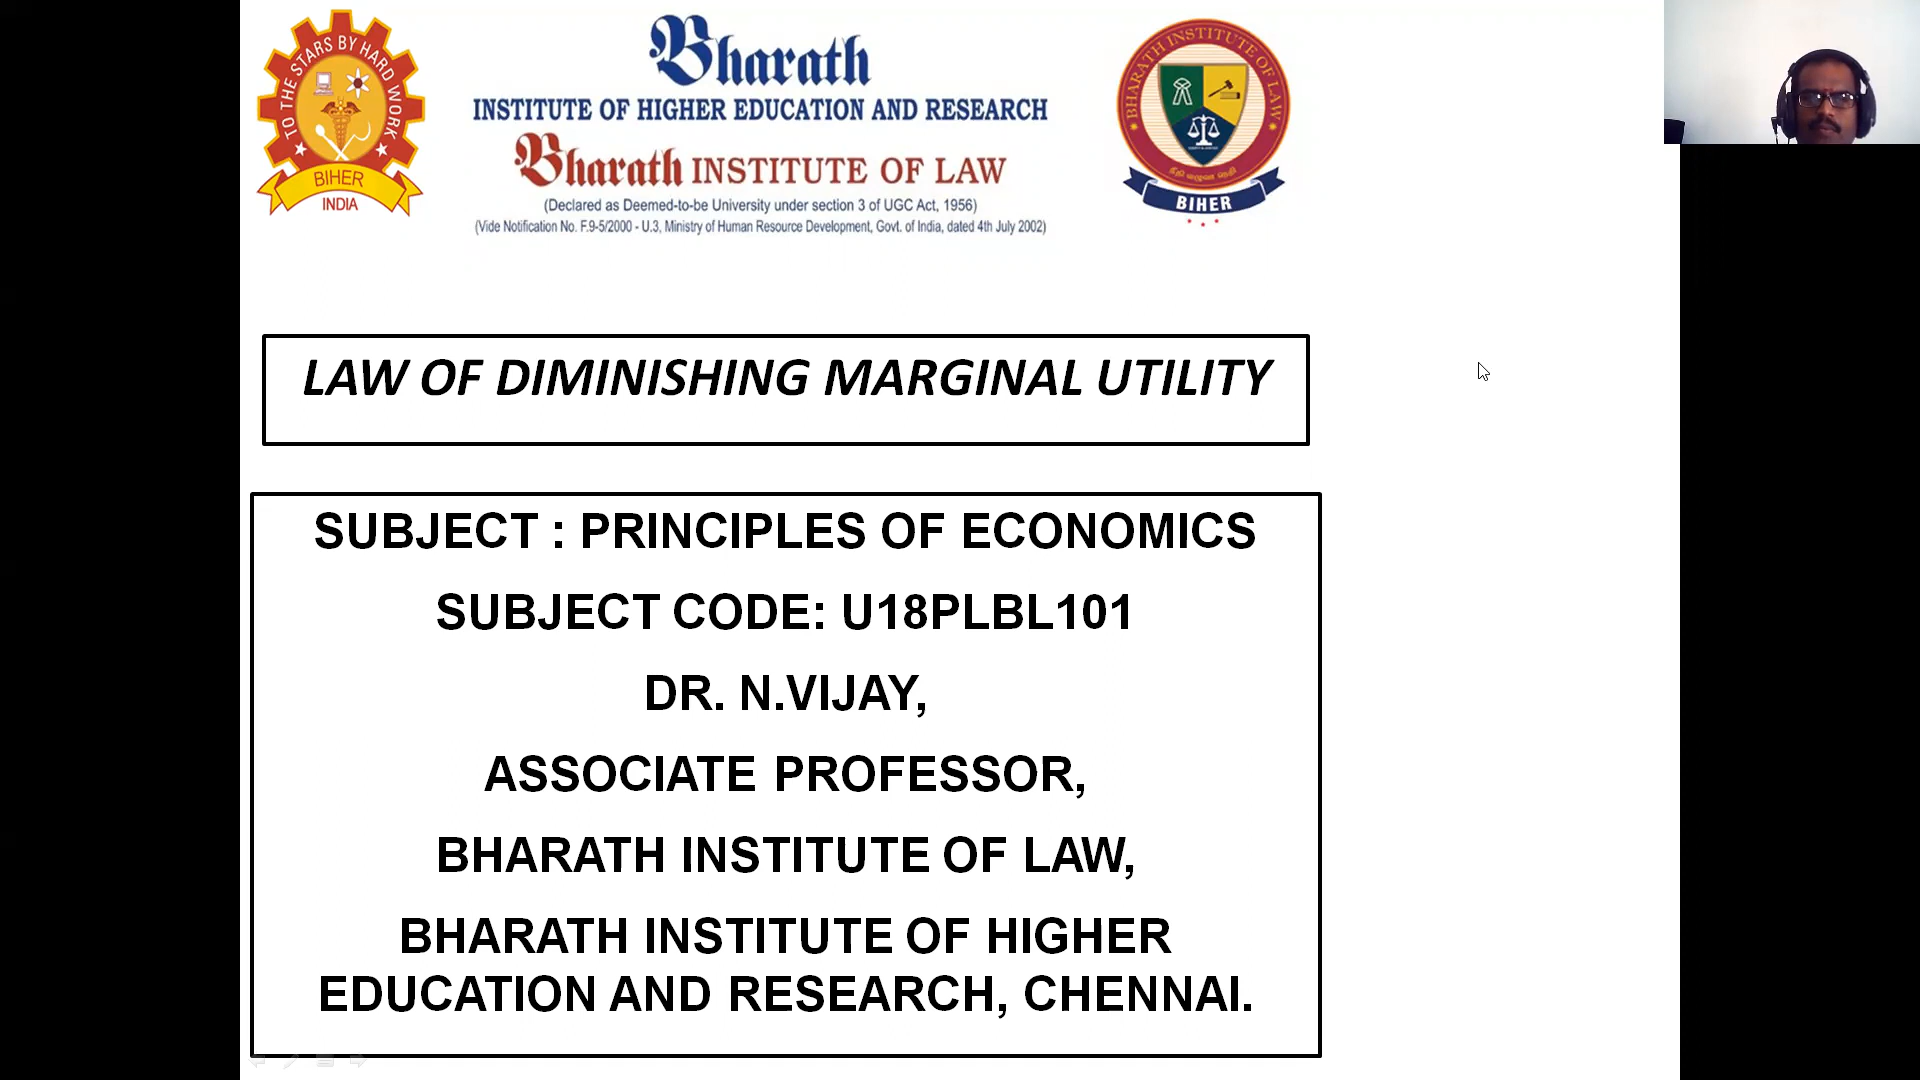 TO THE STARS BY HARD WORK
BIHER
INDIA
Bharath
INSTITUTE OF HIGHER EDUCATION AND RESEARCH
Bharath INSTITUTE OF LAW
(Declared as Deemed-to-be University under section 3 of UGC Act, 1956)
(Vide Notification No. F.9-5/2000 - U.3, Ministry of Human Resource Development, Govt. of India, dated 4th July 2002)
BHARATH INSTITUTE OF LAW
BIHER
LAW OF DIMINISHING MARGINAL UTILITY
SUBJECT : PRINCIPLES OF ECONOMICS
SUBJECT CODE: U18PLBL101
DR. N.VIJAY,
ASSOCIATE PROFESSOR,
BHARATH INSTITUTE OF LAW,
BHARATH INSTITUTE OF HIGHER
EDUCATION AND RESEARCH, CHENNAI.